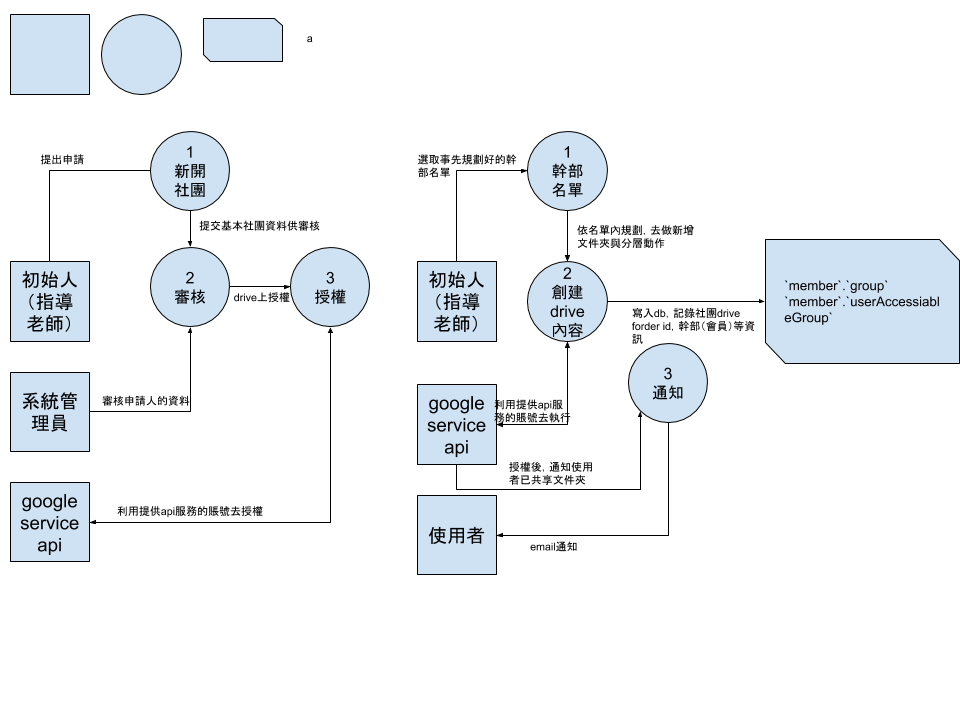 a
提出申請
1
新開
社團
提交基本社團資料供審核
初始人
（指導
老師）
2
審核
drive上授權
3
授權
系統管
理員
審核申請人的資料
google
service
api
利用提供api服務的賬號去授權
選取事先規劃好的幹
部名單
1
幹部
名單
依名單內規劃, 去做新增
文件夾與分層動作
初始人
（指導
老師）
2
創建
drive
內容
寫入db, 記錄社團drive
forder id, 幹部（會員）等資
訊
`member`.`group`
`member`.`userAccessiabl
eGroup`
3
通知
google
service
api
利用提供api服
務的賬號去執行
授權後, 通知使用
者已共享文件夾
使用者
email通知